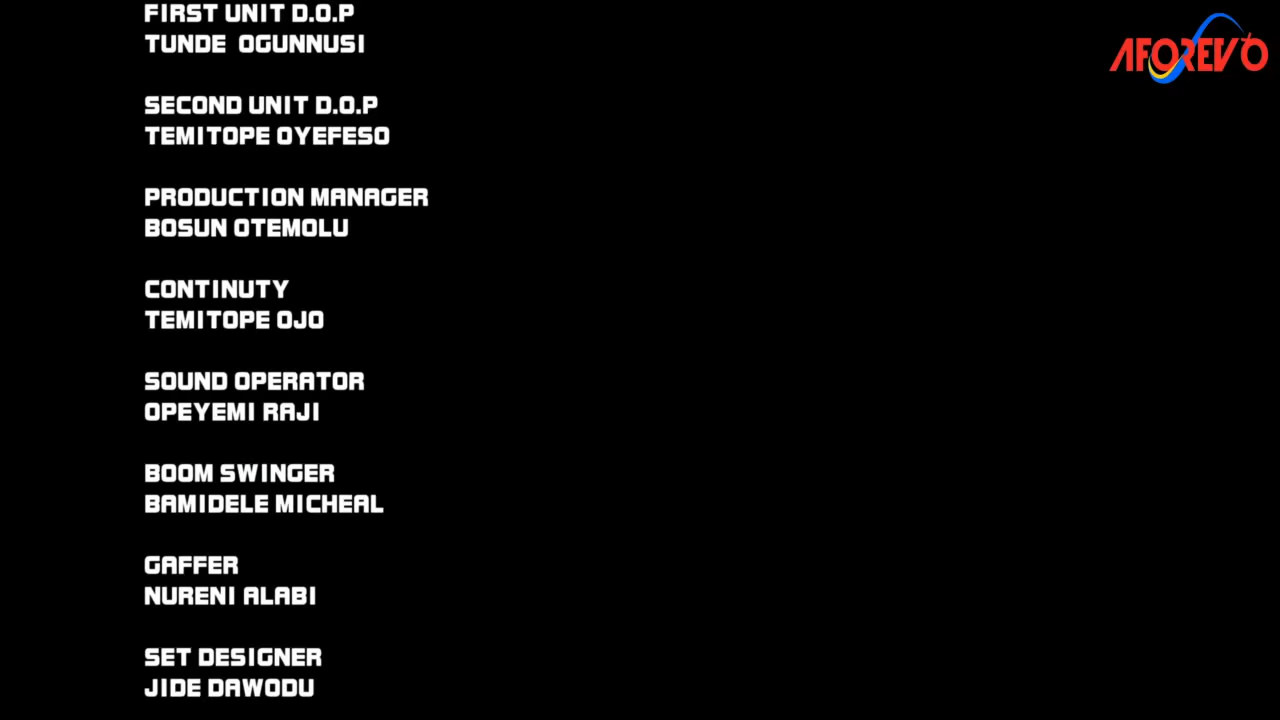 FIRST UNIT D.O.P
TUNDE OGUNNUSI
AFOREVO
SECOND UNIT D.O.P
TEMITOPE OYEFESO
PRODUCTION MANAGER
BOSUN OTEMOLU
CONTINUTY
TEMITOPE OJO
SOUND OPERATOR
OPEYEMI RAJI
BOOM SWINGER
BAMIDELE MICHEAL
GAFFER
NURENI ALABI
SET DESIGNER
JIDE DAWODU